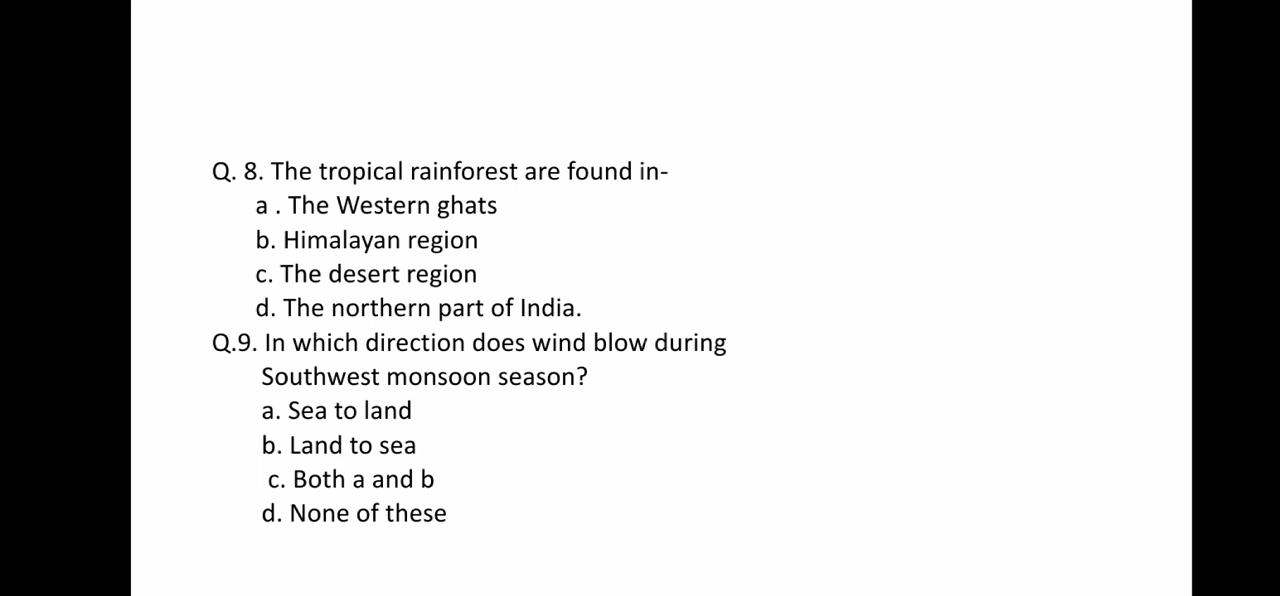 Q. 8. The tropical rainforest are found in-
a . The Western ghats
b. Himalayan region
c. The desert region
d. The northern part of India.
Q.9. In which direction does wind blow during
Southwest monsoon season?
a. Sea to land
b. Land to sea
c. Both a and b
d. None of these